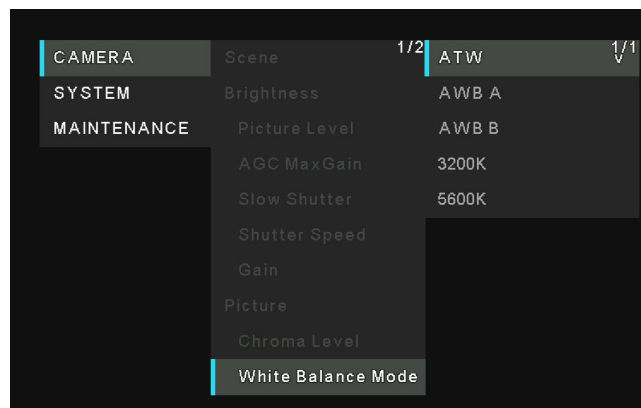 CAMERA
SYSTEM
MAINTENANCE
1/2
Scene
Brightness
Picture Level
AGC MaxGain
Slow Shutter
Shutter Speed
Gain
Picture
Chroma Level
White Balance Mode
1/1
ATW
AWB A
AWB B
3200K
5600K